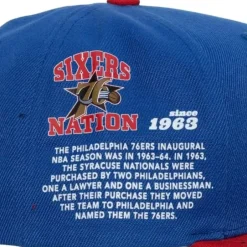 SIXERS
NATION
since
1963
THE PHILADELPHIA 76ERS INAUGURAL
NBA SEASON WAS IN 1963-64. IN 1963,
THE SYRACUSE NATIONALS WERE
PURCHASED BY TWO PHILADELPHIANS,
ONE A LAWYER AND ONE A BUSINESSMAN.
AFTER THEIR PURCHASE THEY MOVED
THE TEAM TO PHILADELPHIA AND
NAMED THEM THE 76ERS.